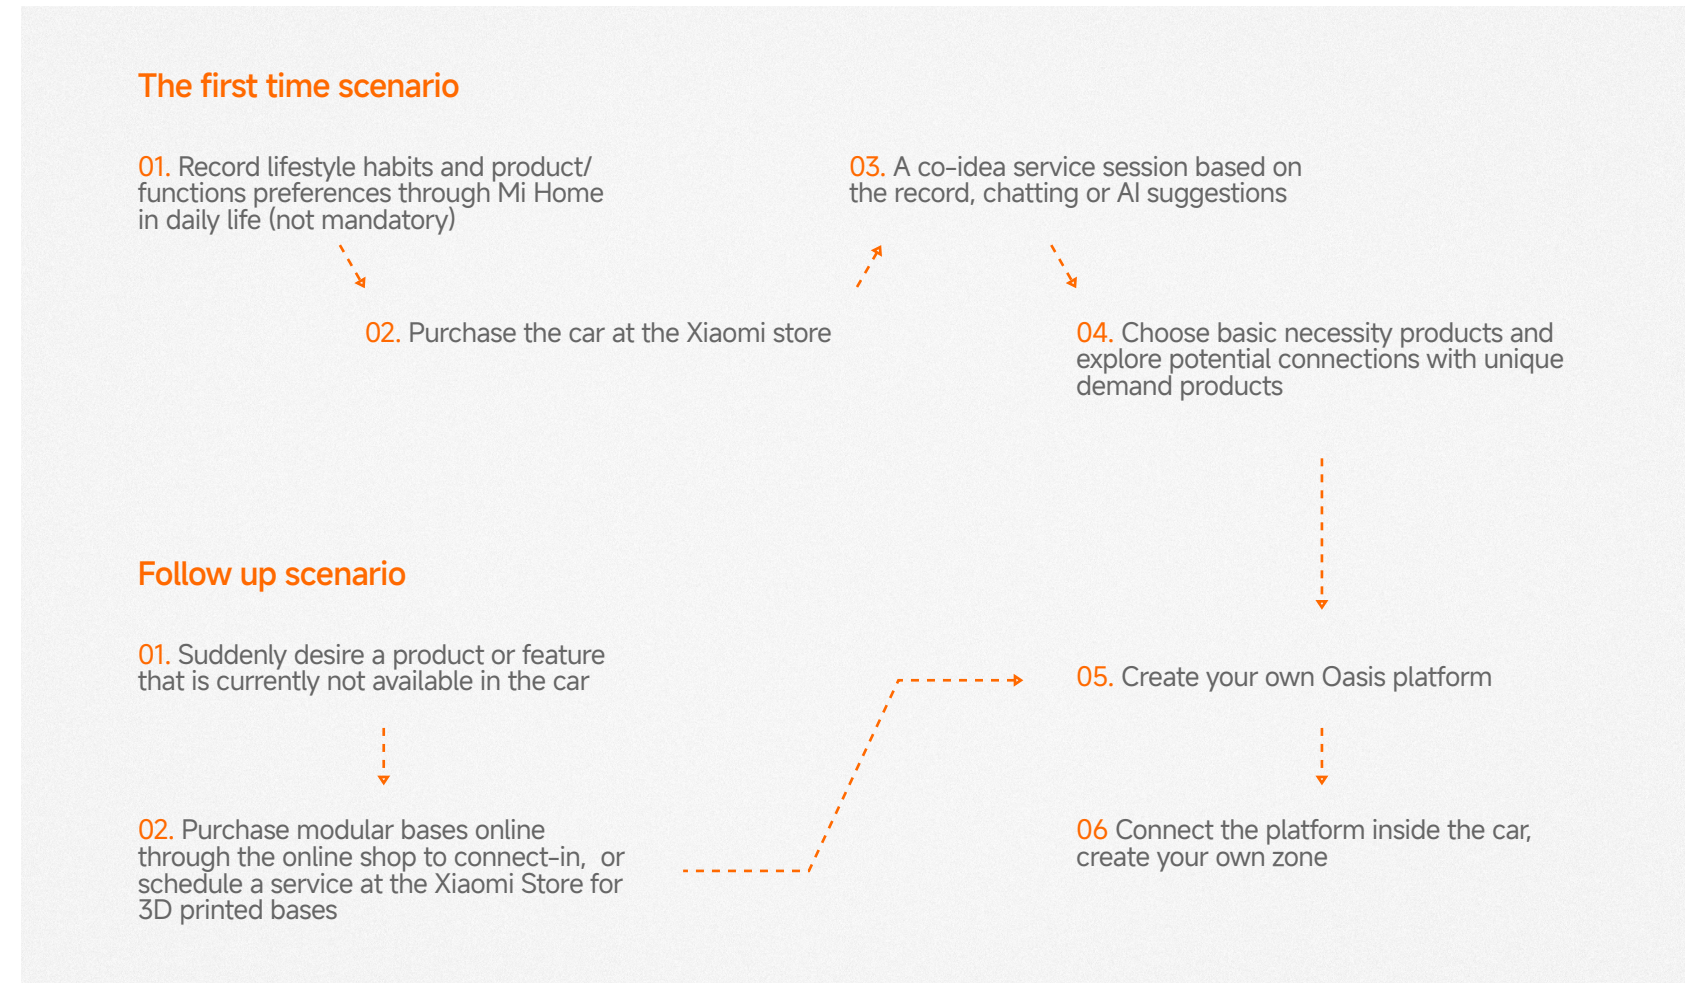 The first time scenario
01. Record lifestyle habits and product/
functions preferences through Mi Home
in daily life (not mandatory)
02. Purchase the car at the Xiaomi store
03. A co-idea service session based on
the record, chatting or AI suggestions
04. Choose basic necessity products and
explore potential connections with unique
demand products
Follow up scenario
01. Suddenly desire a product or feature
that is currently not available in the car
02. Purchase modular bases online
through the online shop to connect-in, or
schedule a service at the Xiaomi Store for
3D printed bases
05. Create your own Oasis platform
06 Connect the platform inside the car,
create your own zone